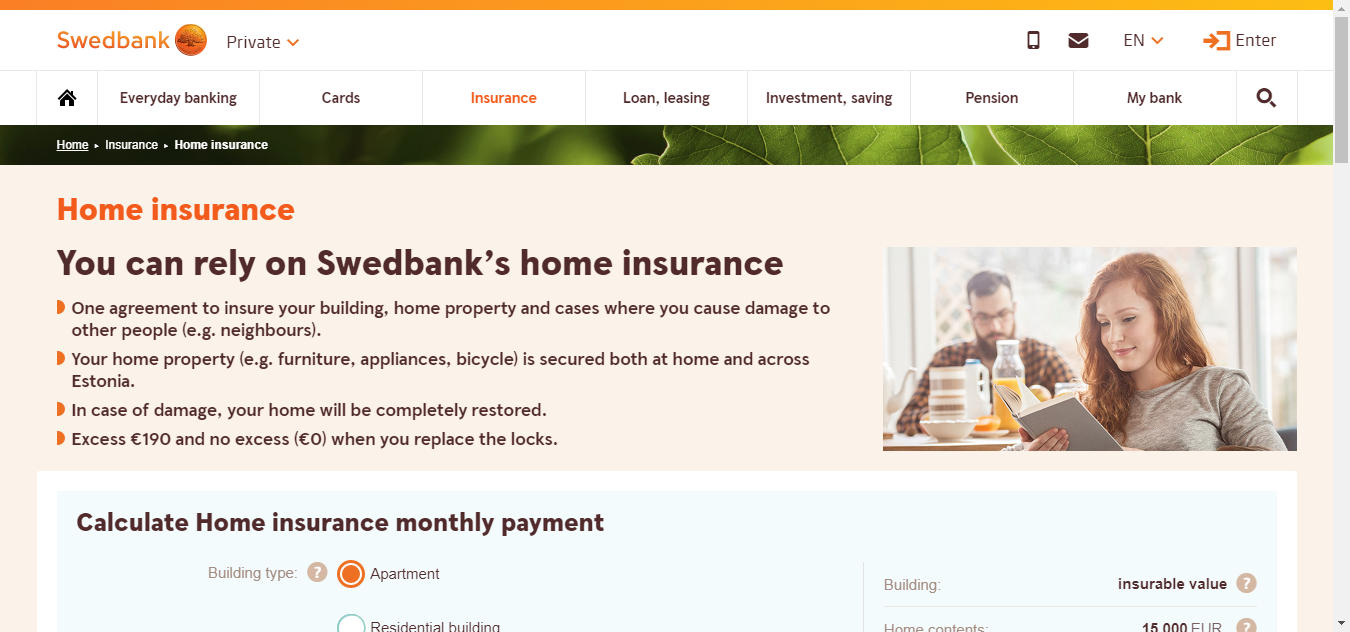 Swedbank Private EN Enter
Everyday banking Cards Insurance Loan, leasing Investment, saving Pension My bank
Home ▸ Insurance ▸ Home insurance
Home insurance
You can rely on Swedbank’s home insurance
One agreement to insure your building, home property and cases where you cause damage to
other people (e.g. neighbours).
Your home property (e.g. furniture, appliances, bicycle) is secured both at home and across
Estonia.
In case of damage, your home will be completely restored.
Excess €190 and no excess (€0) when you replace the locks.
Calculate Home insurance monthly payment
Building type: ? Apartment
Building: insurable value ?
Residential building
Home contents: 15 000 EUR ?